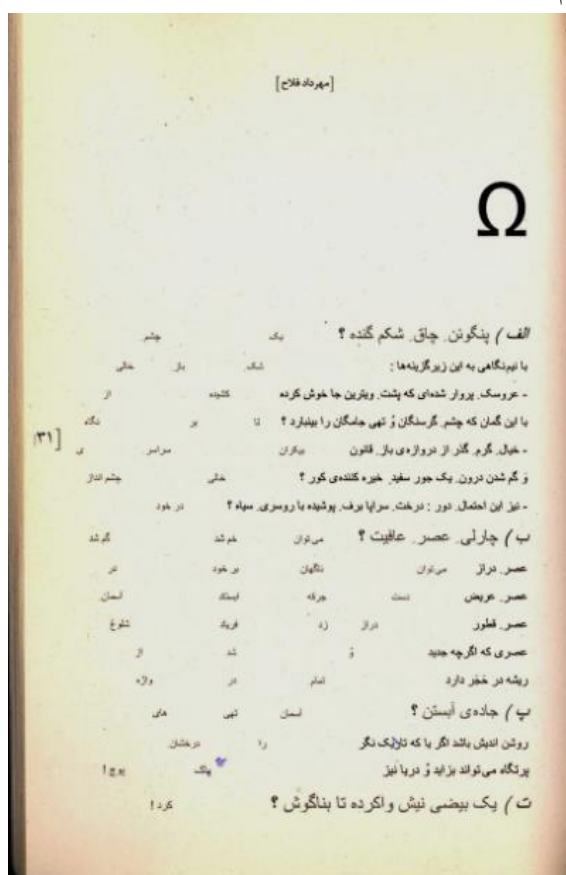 [مهرداد فلاح]
Ω
الف ) پنگوئن ِ چاق ِ شکم گنده ؟ یک چشم
با نیم‌نگاهی به این زیرگزینه‌ها : شک باز خالی
- عروسک ِ پروار شده‌ای که پشت ِ ویترین جا خوش کرده کشیده از
با این گمان که چشم ِ گرسنگان وُ تهی جامگان را بینبارد ؟ تا بر نگاه
- خیال ِ گرم ِ گذر از دروازه‌ی باز ِ قانون بیکران سراسر ی
وَ گم شدن درون ِ یک جور سفید ِ خیره کننده‌ی کور ؟ خالی چشم انداز
[۳۱]
- نیز این احتمال ِ دور : درخت ِ سراپا برف ِ پوشیده با روسری ِ سیاه ؟ در خود
ب ) چارلی ِ عصر ِ عافیت ؟ می‌توان خم شد گم شد
عصر ِ دراز می‌توان ناگهان بر خود در
عصر ِ عریض دست جرقه ایستاد آسمان
عصر ِ قطور دراز زد فریاد شلوغ
عصری که اگرچه جدید وُ شد از
ریشه در حَجَر دارد تمام در واژه
پ ) جاده‌ی آبستن ؟ آسمان تهی های
روشن اندیش باشد اگر یا که تاریک نگر را درخشان
پرتگاه می‌تواند بزاید وُ دریا نیز پاک پوچ !
ت ) یک بیضی نیش واکرده تا بناگوش ؟ کرد !